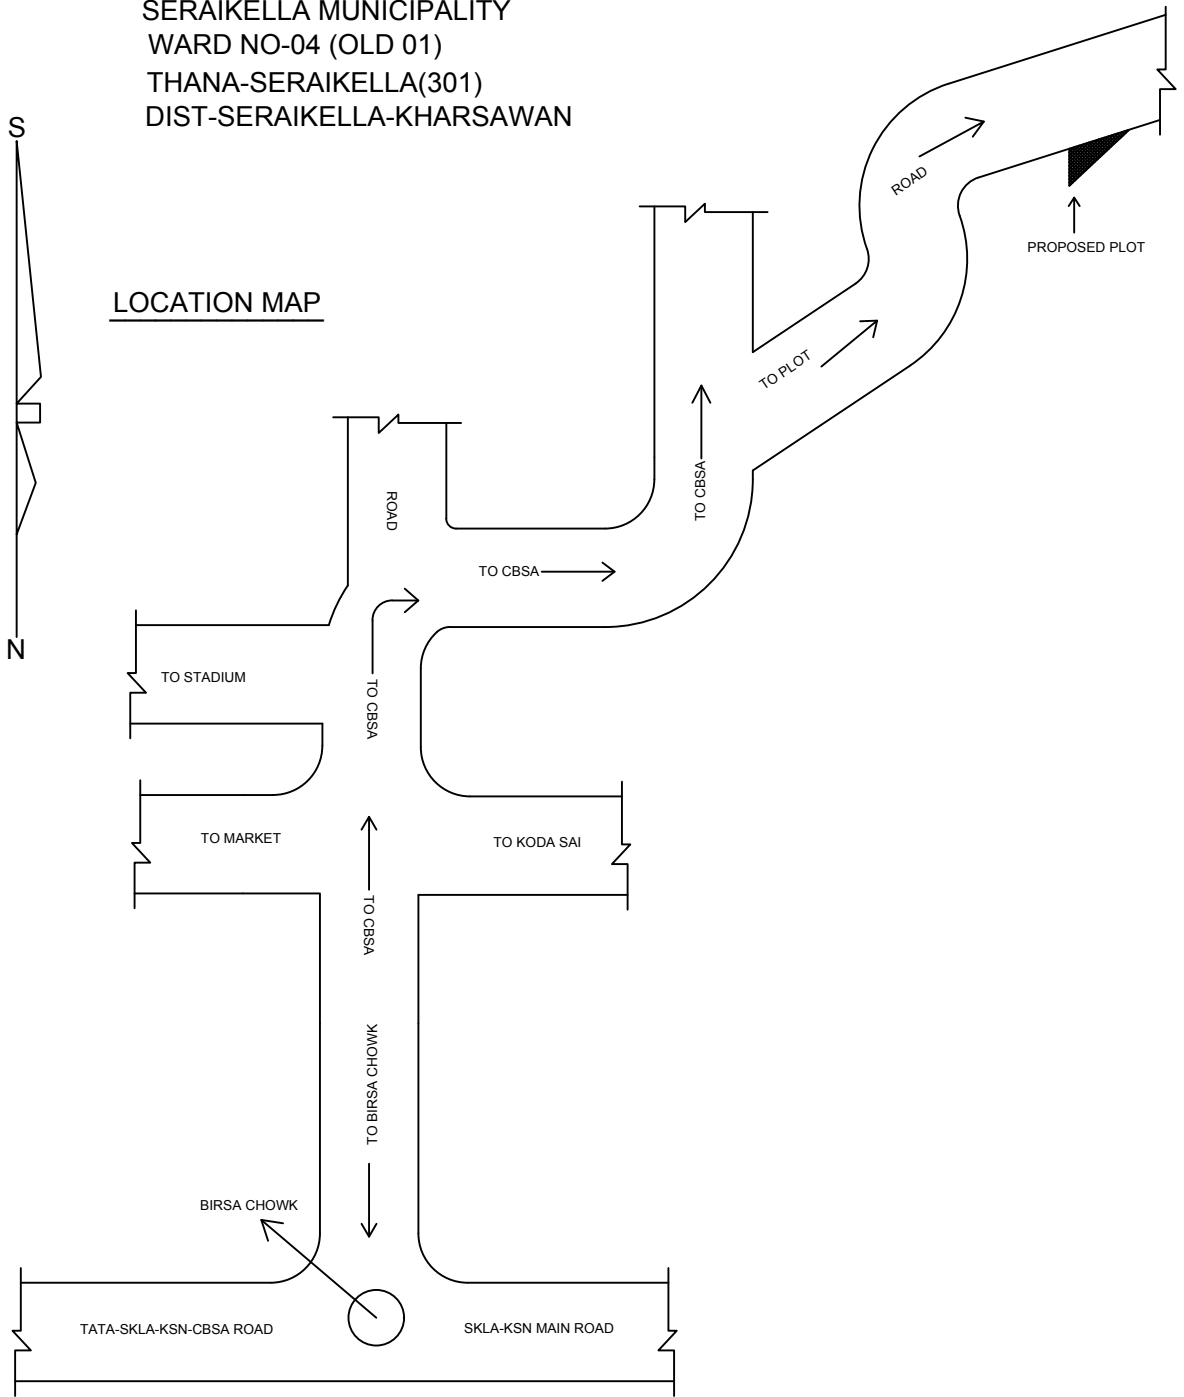 SERAIKELLA MUNICIPALITY
WARD NO-04 (OLD 01)
THANA-SERAIKELLA(301)
DIST-SERAIKELLA-KHARSAWAN
S
ROAD
PROPOSED PLOT
LOCATION MAP
TO PLOT
TO CBSA
ROAD
TO CBSA
N
TO STADIUM
TO CBSA
TO MARKET
TO KODA SAI
TO CBSA
TO BIRSA CHOWK
BIRSA CHOWK
TATA-SKLA-KSN-CBSA ROAD
SKLA-KSN MAIN ROAD